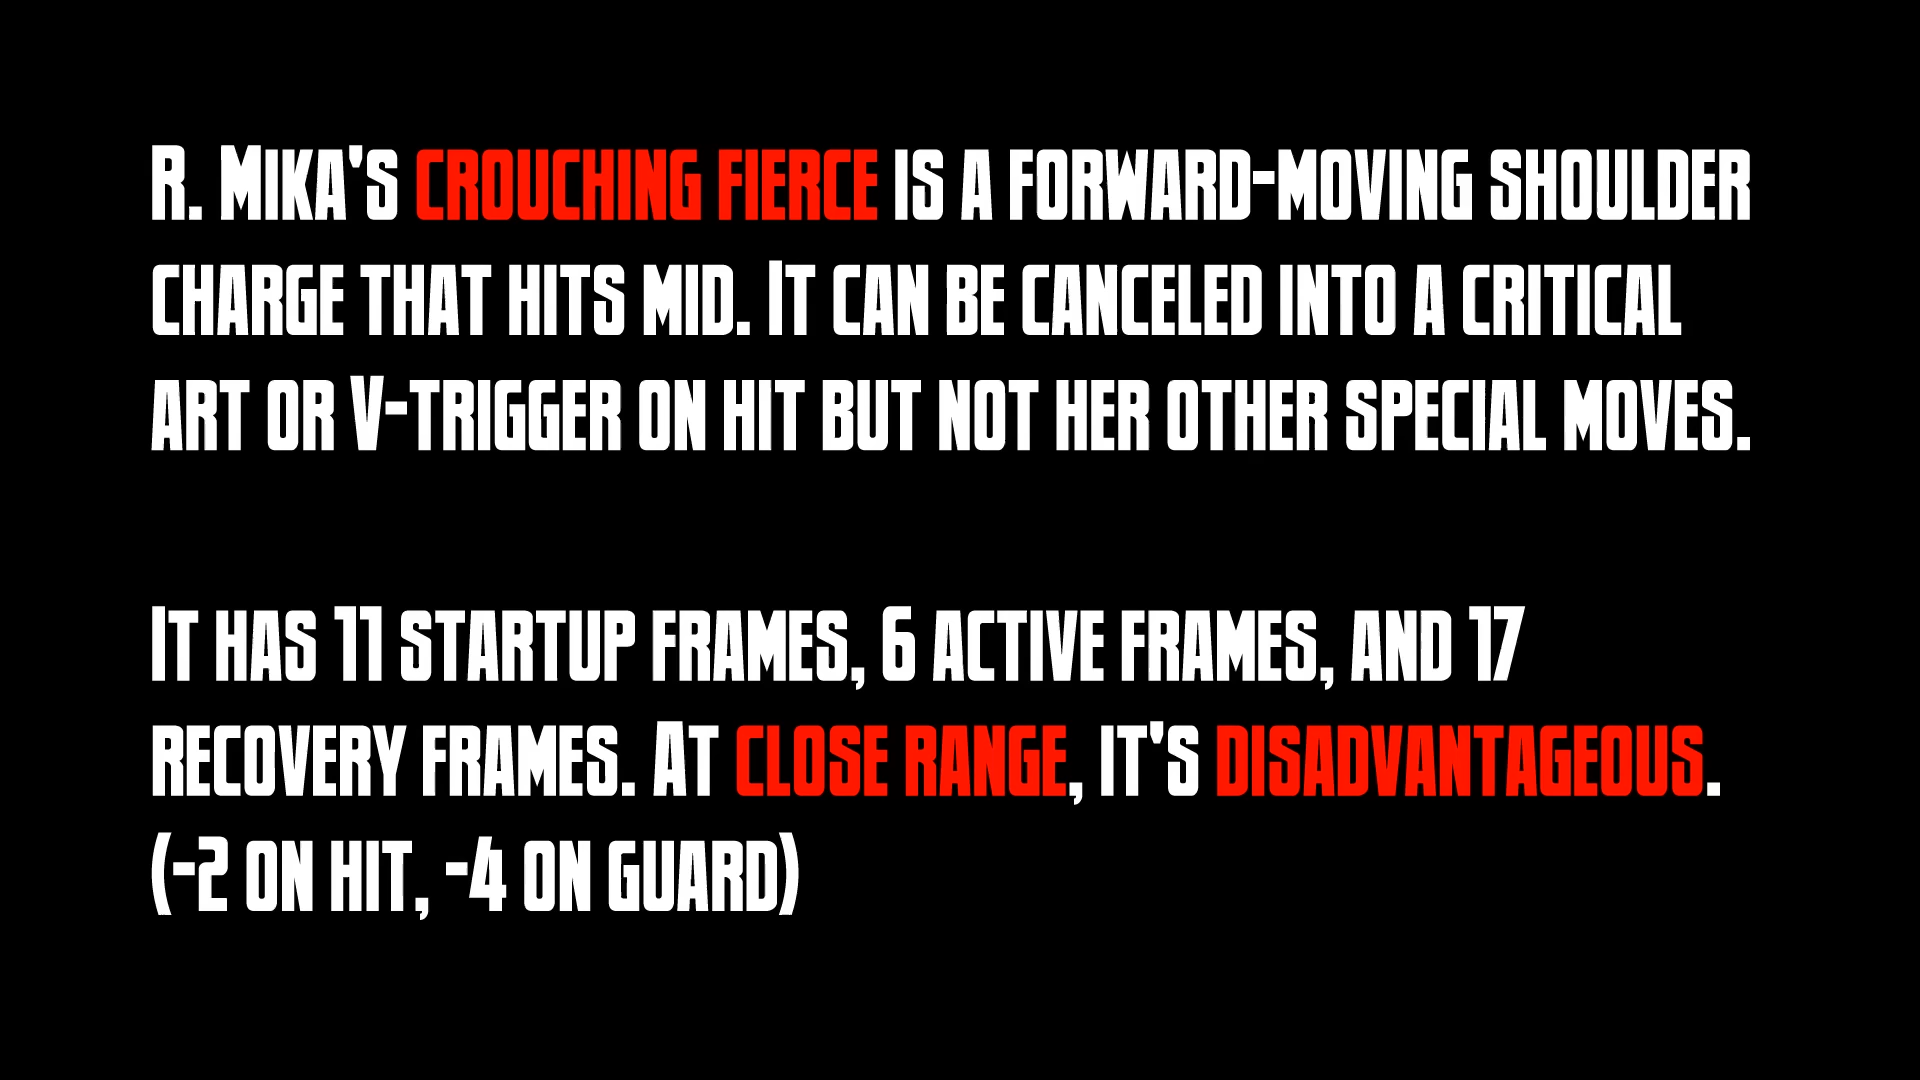 R. Mika's crouching fierce is a forward-moving shoulder
charge that hits mid. It can be canceled into a critical
art or V-trigger on hit but not her other special moves.
It has 11 startup frames, 6 active frames, and 17
recovery frames. At close range, it's disadvantageous.
(-2 on hit, -4 on guard)